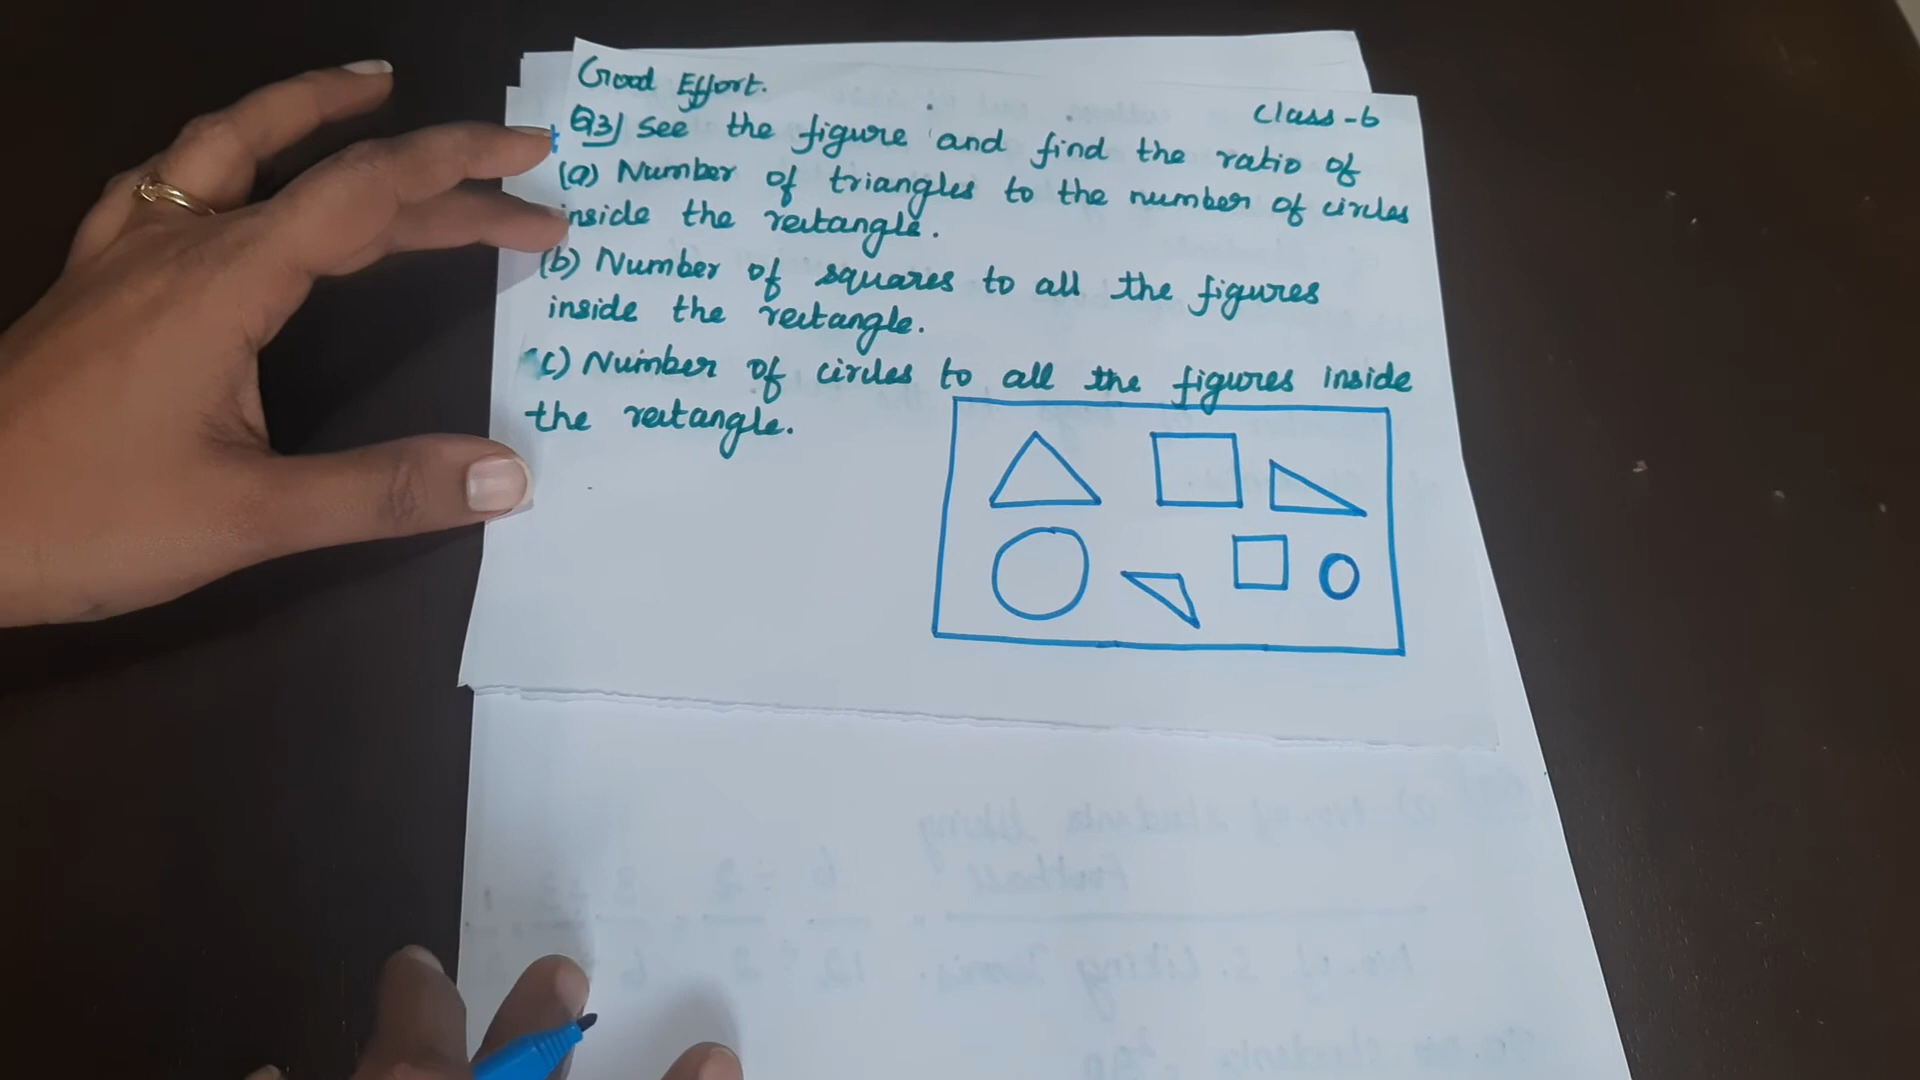 Good Effort.
Class-6
Q3) See the figure and find the ratio of
(a) Number of triangles to the number of circles
inside the rectangle.
(b) Number of squares to all the figures
inside the rectangle.
(c) Number of circles to all the figures inside
the rectangle.